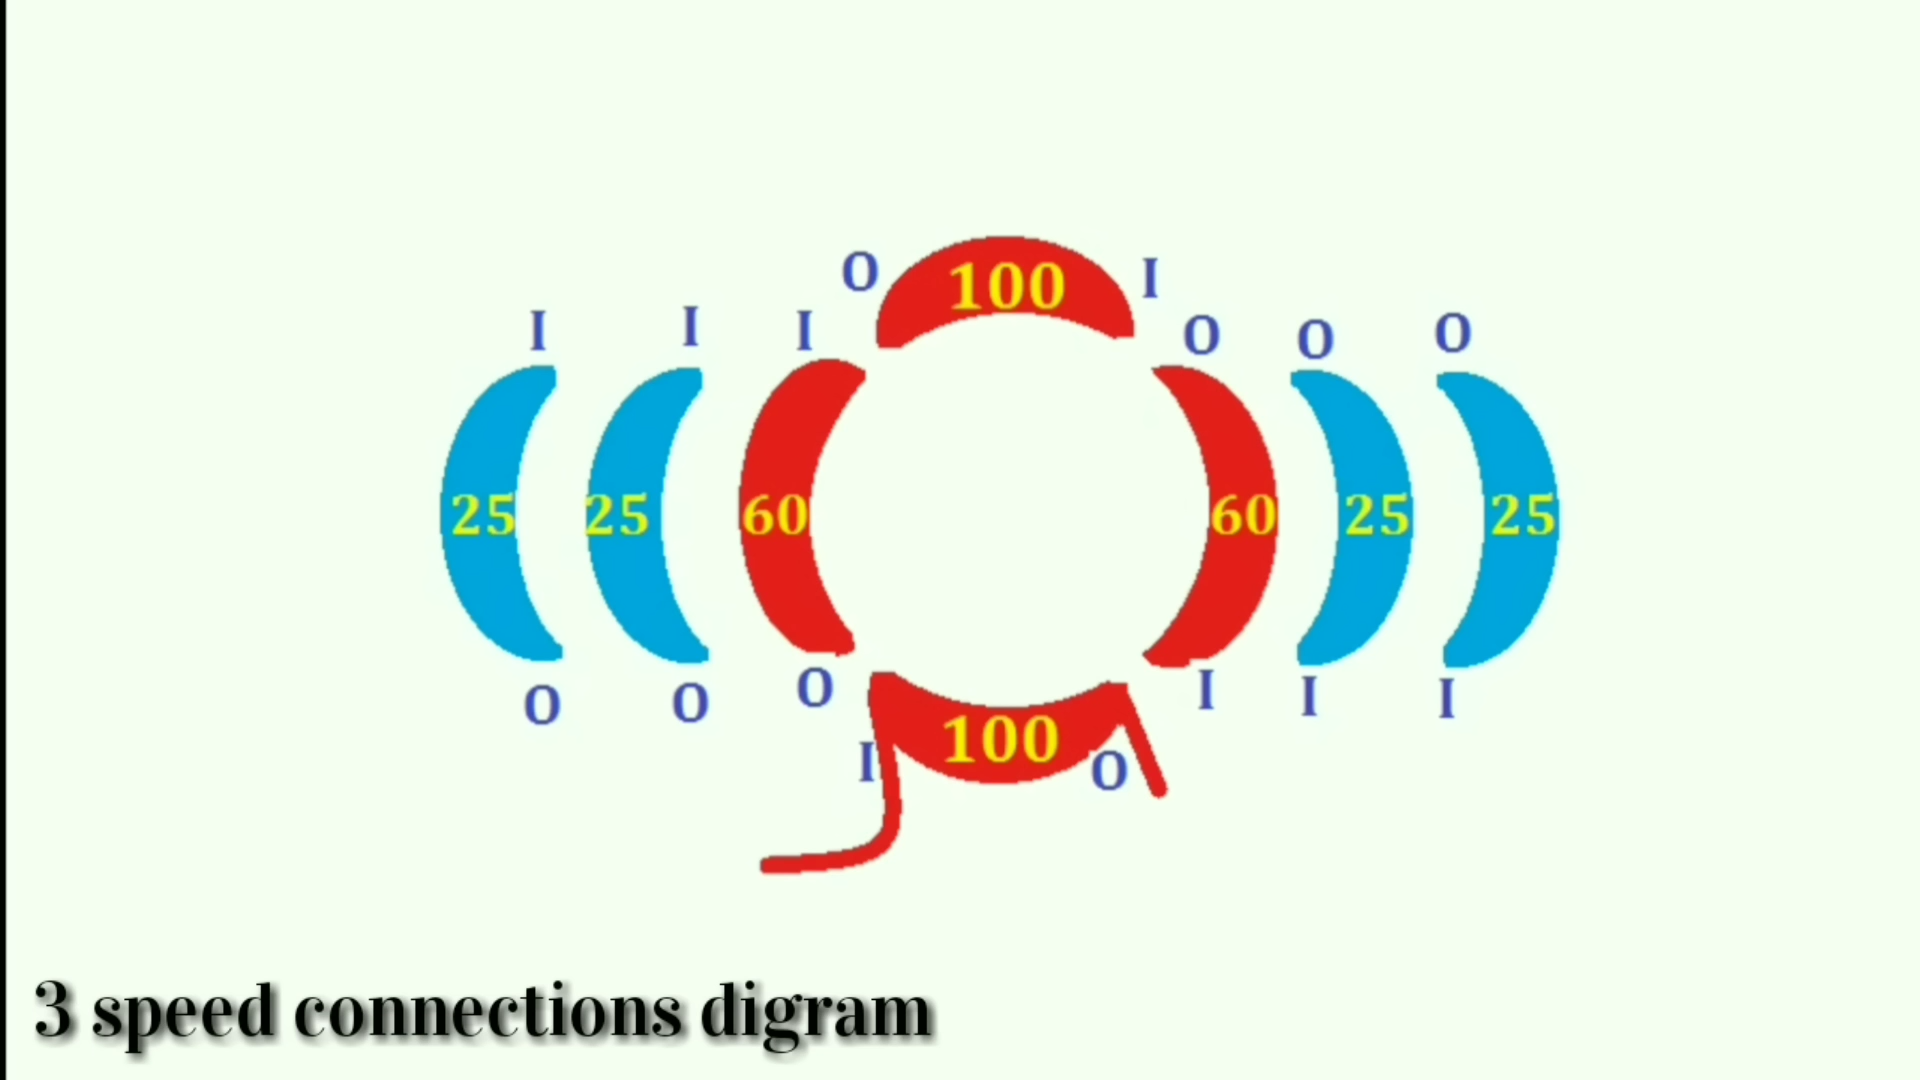 O 100 I
I I I O O O
25 25 60 60 25 25
O O O I I I
I 100 O
3 speed connections digram